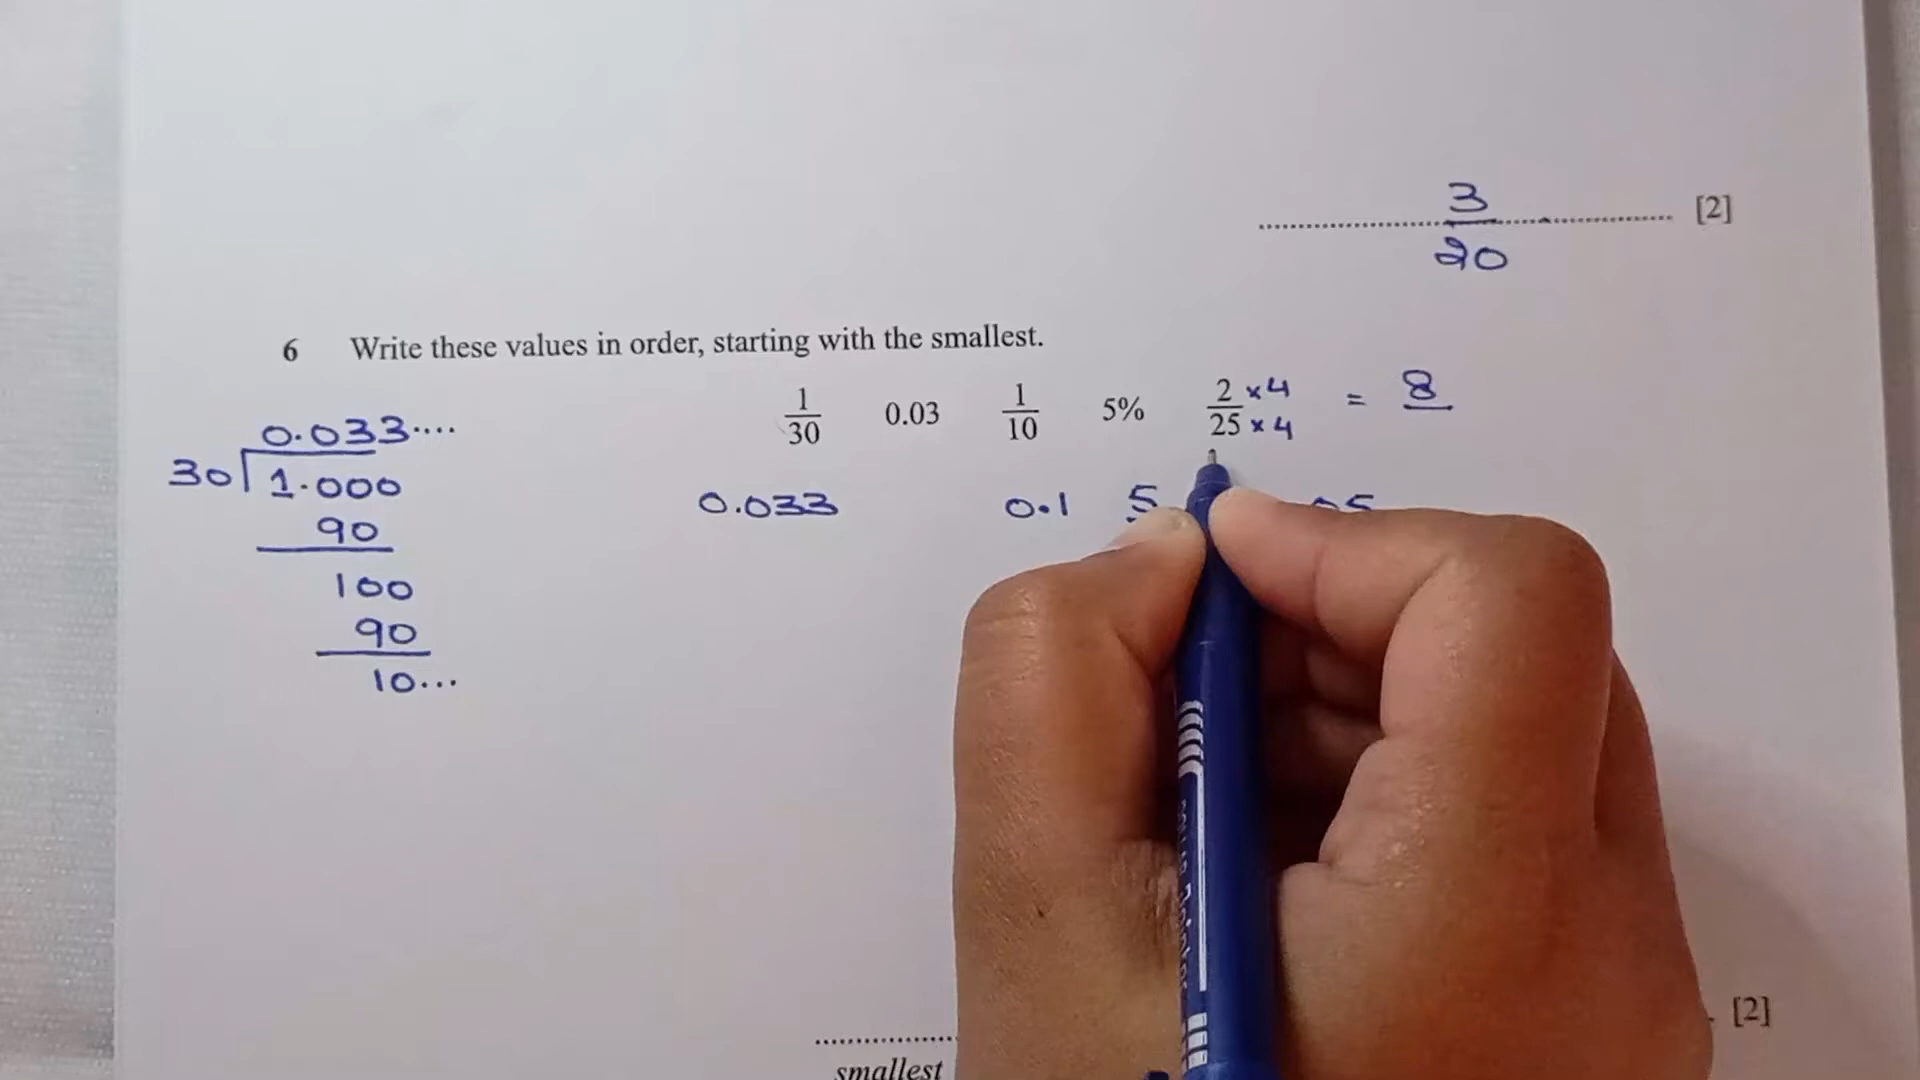 3
20
[2]
6 Write these values in order, starting with the smallest.
1/30 0.03 1/10 5% 2/25 ×4 ×4 = 8
0.033 0.1 5
0.033....
30 1.000
90
100
90
10...
[2]
smallest